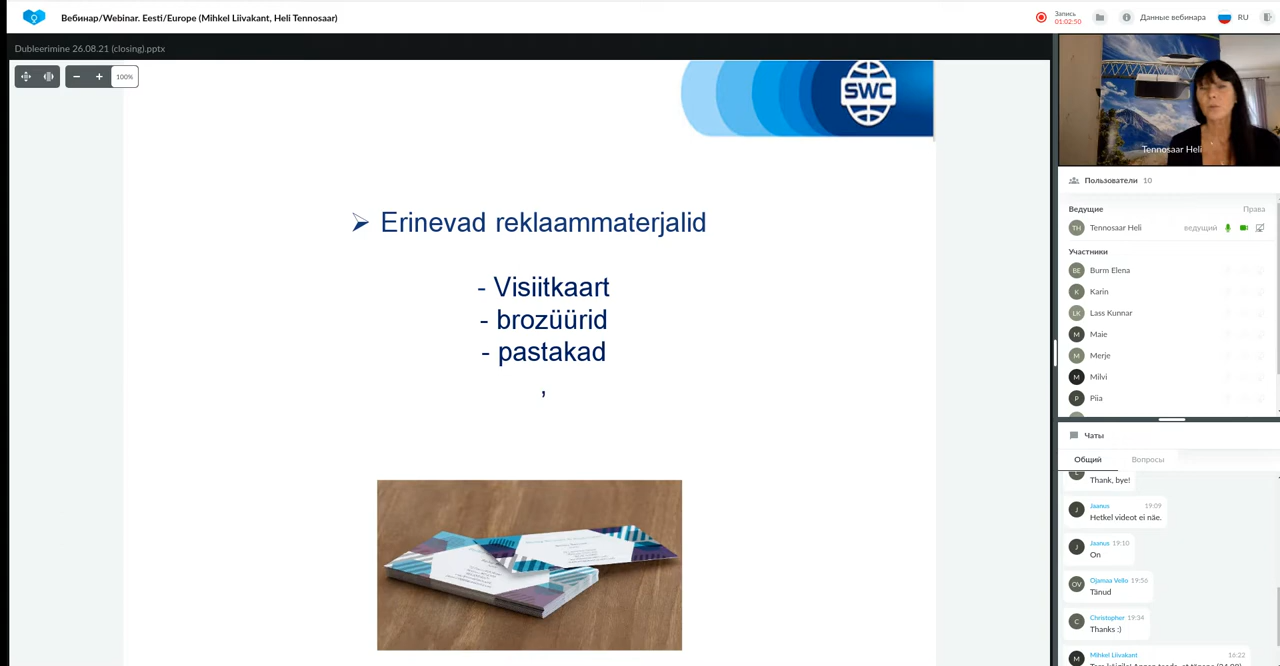 Вебинар/Webinar. Eesti/Europe (Mihkel Liivakant, Heli Tennosaar)
Запись
01:02:50
Данные вебинара
RU
Dubleerimine 26.08.21 (closing).pptx
100%
SWC
➢ Erinevad reklaammaterjalid
- Visiitkaart
- brozüürid
- pastakad
,
Tennosaar Heli
Пользователи 10
Ведущие Права
TH Tennosaar Heli ведущий
Участники
BE Burm Elena
K Karin
LK Lass Kunnar
M Maie
M Merje
M Milvi
P Piia
Чаты
Общий Вопросы
Thank, bye!
J Jaanus 19:09
Hetkel videot ei näe.
J Jaanus 19:10
On
OV Ojamaa Vello 19:56
Tänud
C Christopher 19:34
Thanks :)
M Mihkel Liivakant 16:22